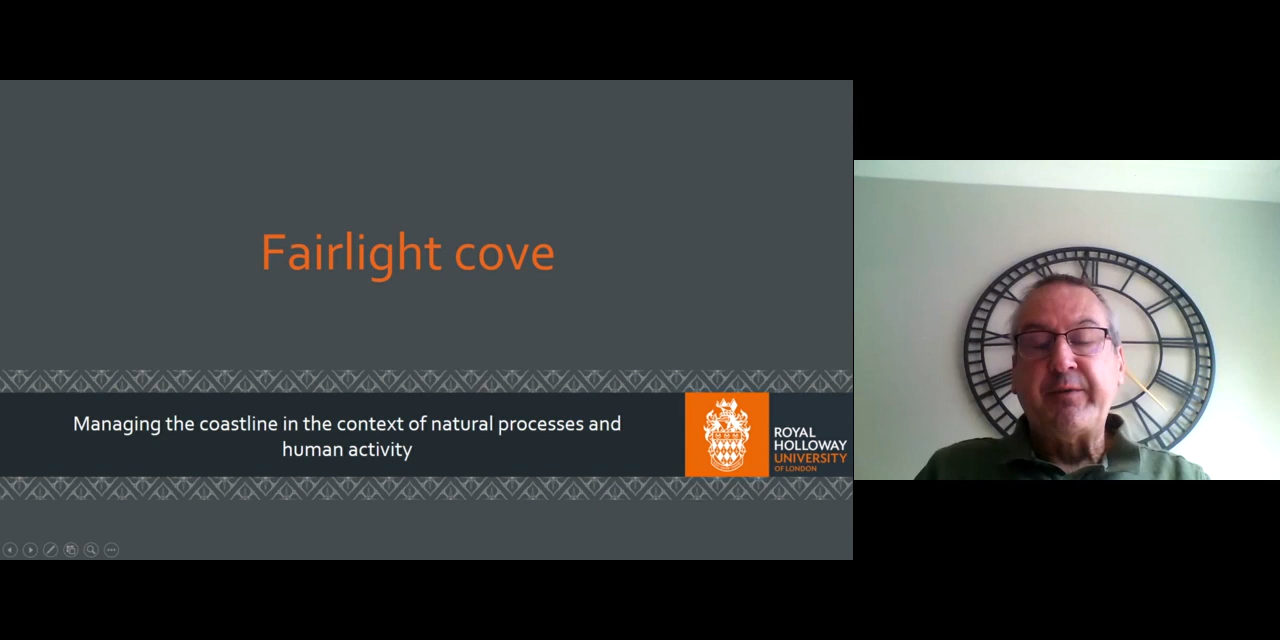 Fairlight cove
Managing the coastline in the context of natural processes and
human activity
ROYAL
HOLLOWAY
UNIVERSITY
OF LONDON